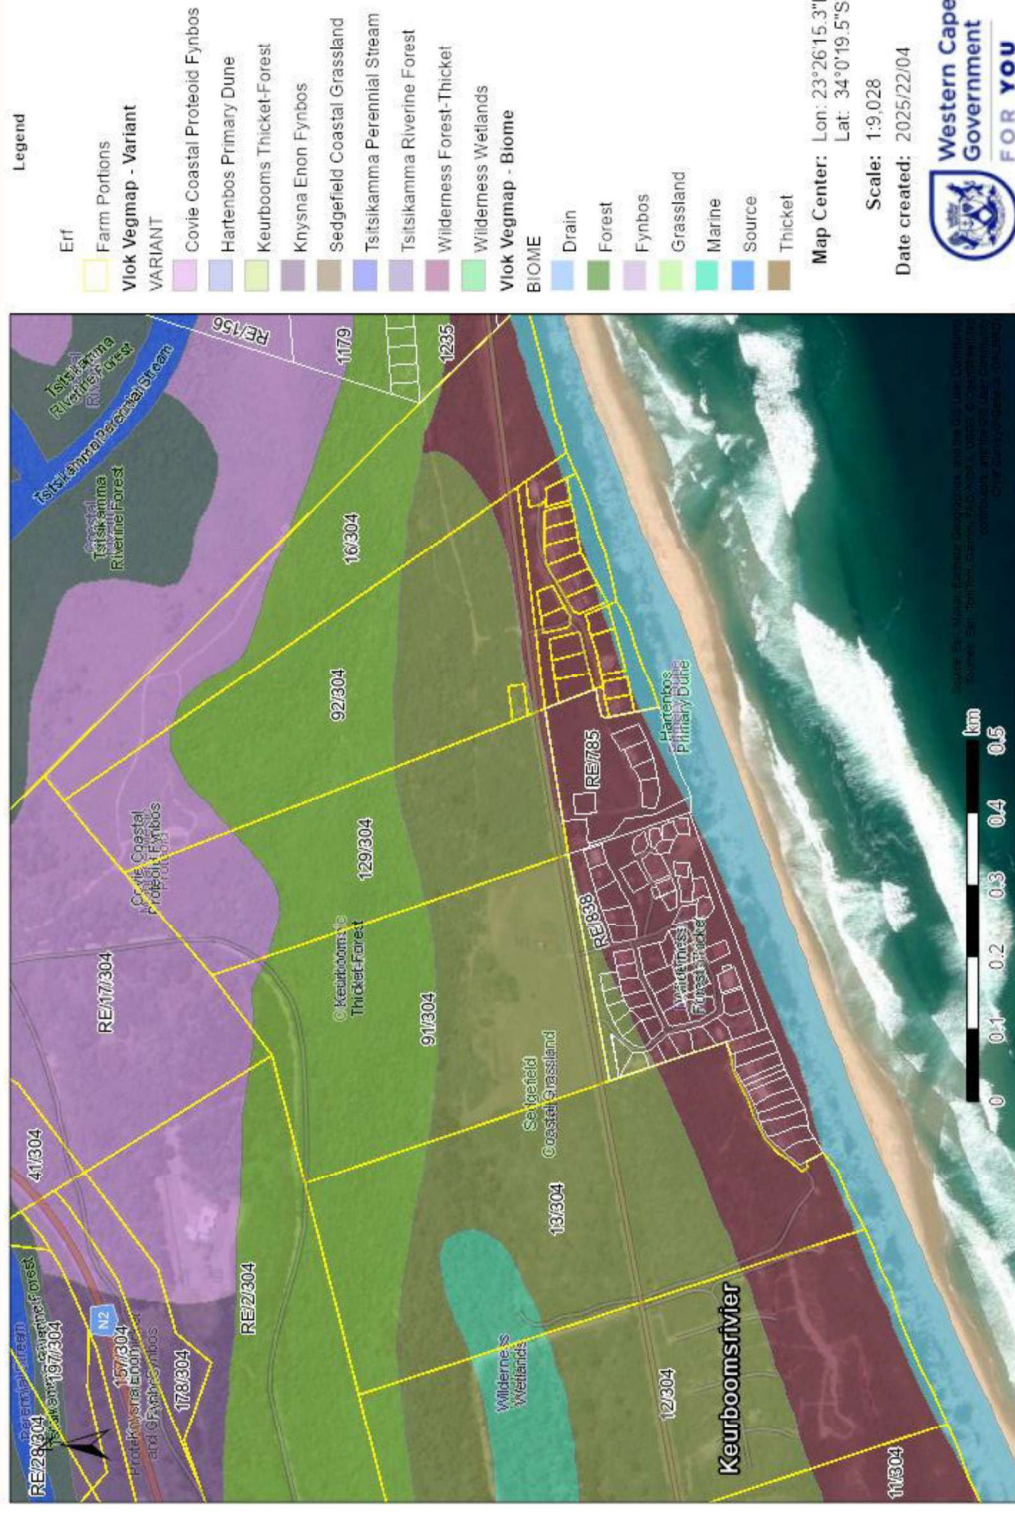 Legend
Erf
Farm Portions
Vlok Vegmap - Variant
VARIANT
Covie Coastal Proteoid Fynbos
Hartenbos Primary Dune
Keurbooms Thicket-Forest
Knysna Enon Fynbos
Sedgefield Coastal Grassland
Tsitsikamma Perennial Stream
Tsitsikamma Riverine Forest
Wilderness Forest-Thicket
Wilderness Wetlands
Vlok Vegmap - Biome
BIOME
Drain
Forest
Fynbos
Grassland
Marine
Source
Thicket
Map Center: Lon: 23°26'15.3"
Lat: 34°0'19.5"S
Scale: 1:9,028
Date created: 2025/22/04
Western Cape
Government
FOR YOU
RE/28/304
197/304
N2
157/304
178/304
41/304
RE/17/304
RE/2/304
Tsitsikamma
Riverine Forest
Tsitsikamma Perennial Stream
Tsitsikamma
Riverine Forest
RE/156
1179
1235
16/304
92/304
129/304
91/304
Keurbooms
Thicket-Forest
Sedgefield
Coastal Grassland
13/304
Wilderness
Wetlands
12/304
Keurboomsrivier
11/304
RE/838
RE/785
Wilderness
Forest-Thicket
Hartenbos
Primary Dune
0 0.1 0.2 0.3 0.4 0.5
km